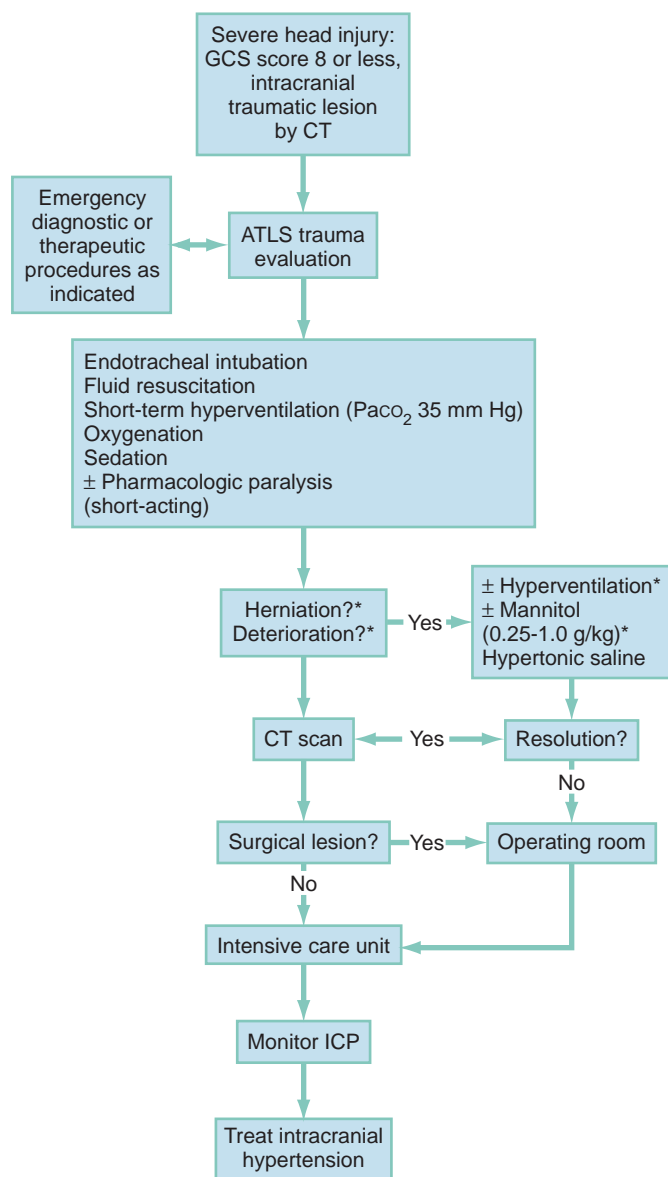 Severe head injury:
GCS score 8 or less,
intracranial
traumatic lesion
by CT
Emergency
diagnostic or
therapeutic
procedures as
indicated
ATLS trauma
evaluation
Endotracheal intubation
Fluid resuscitation
Short-term hyperventilation (PaCO2 35 mm Hg)
Oxygenation
Sedation
± Pharmacologic paralysis
(short-acting)
Herniation?*
Deterioration?*
Yes
± Hyperventilation*
± Mannitol
(0.25-1.0 g/kg)*
Hypertonic saline
CT scan
Yes
Resolution?
No
Surgical lesion?
Yes
Operating room
No
Intensive care unit
Monitor ICP
Treat intracranial
hypertension